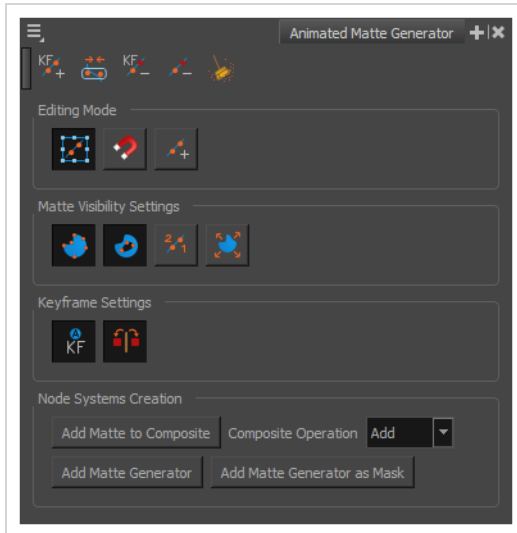 Animated Matte Generator
KF KF
Editing Mode
Matte Visibility Settings
2 1
Keyframe Settings
A
KF
Node Systems Creation
Add Matte to Composite Composite Operation Add
Add Matte Generator Add Matte Generator as Mask